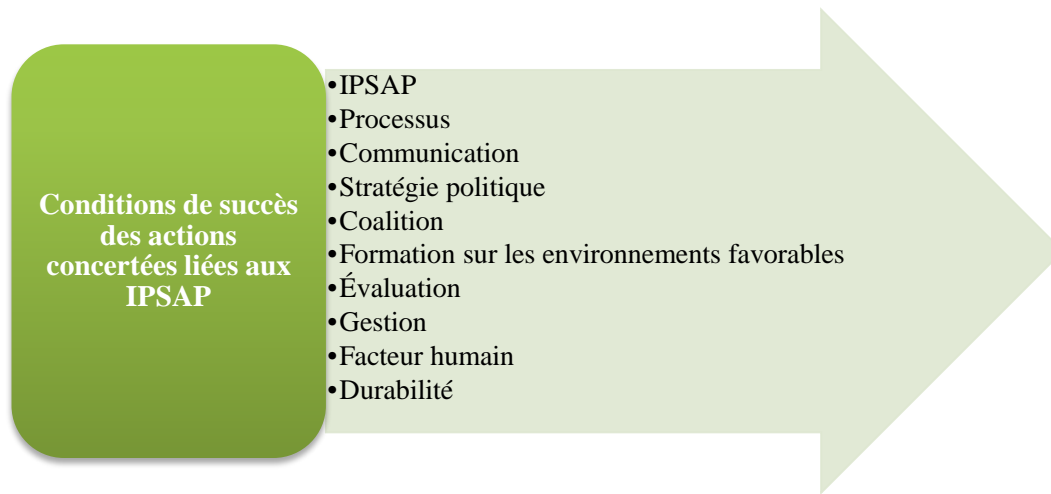 Conditions de succès
des actions
concertées liées aux
IPSAP
•IPSAP
•Processus
•Communication
•Stratégie politique
•Coalition
•Formation sur les environnements favorables
•Évaluation
•Gestion
•Facteur humain
•Durabilité